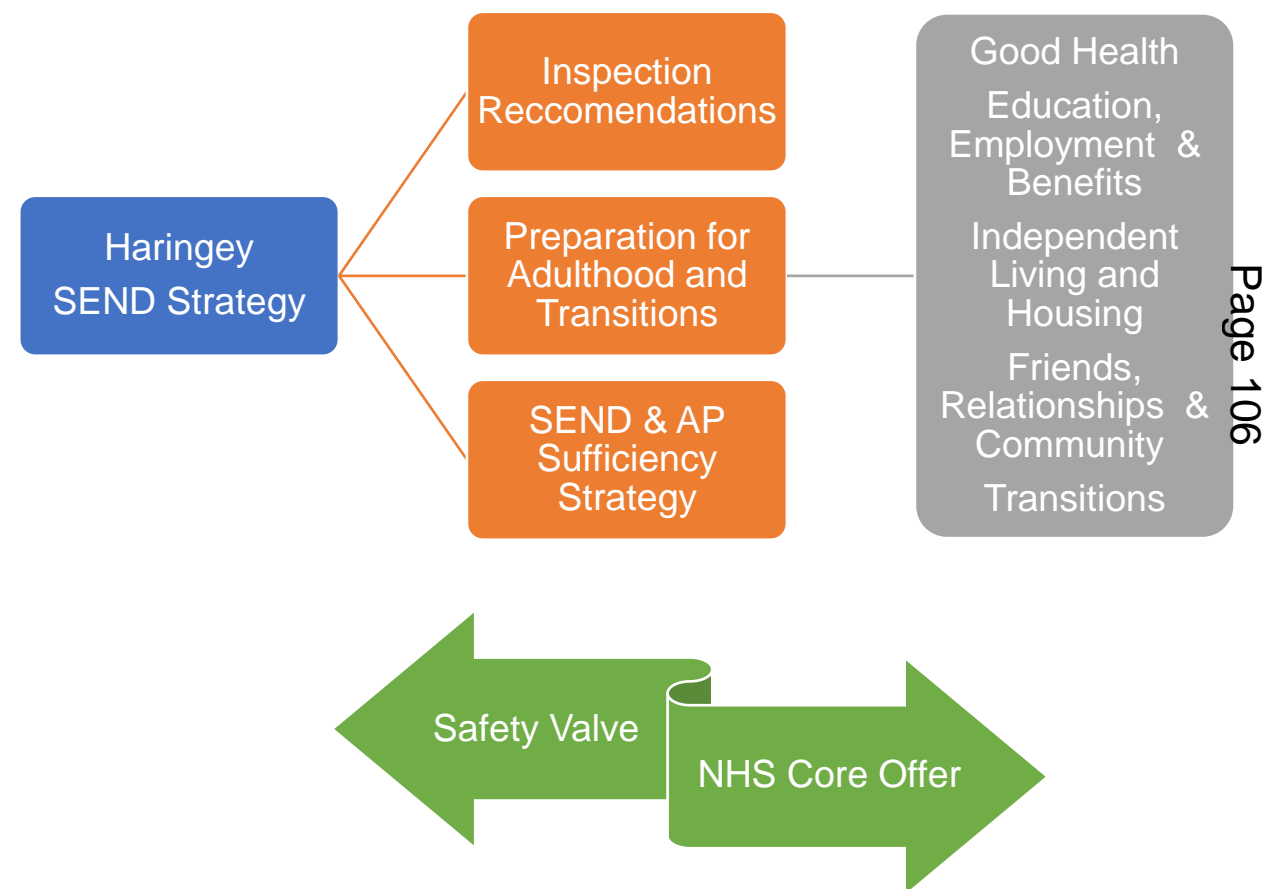 Haringey
SEND Strategy
Inspection
Reccomendations
Preparation for
Adulthood and
Transitions
SEND & AP
Sufficiency
Strategy
Good Health
Education,
Employment &
Benefits
Independent
Living and
Housing
Friends,
Relationships &
Community
Transitions
Page 106
Safety Valve
NHS Core Offer